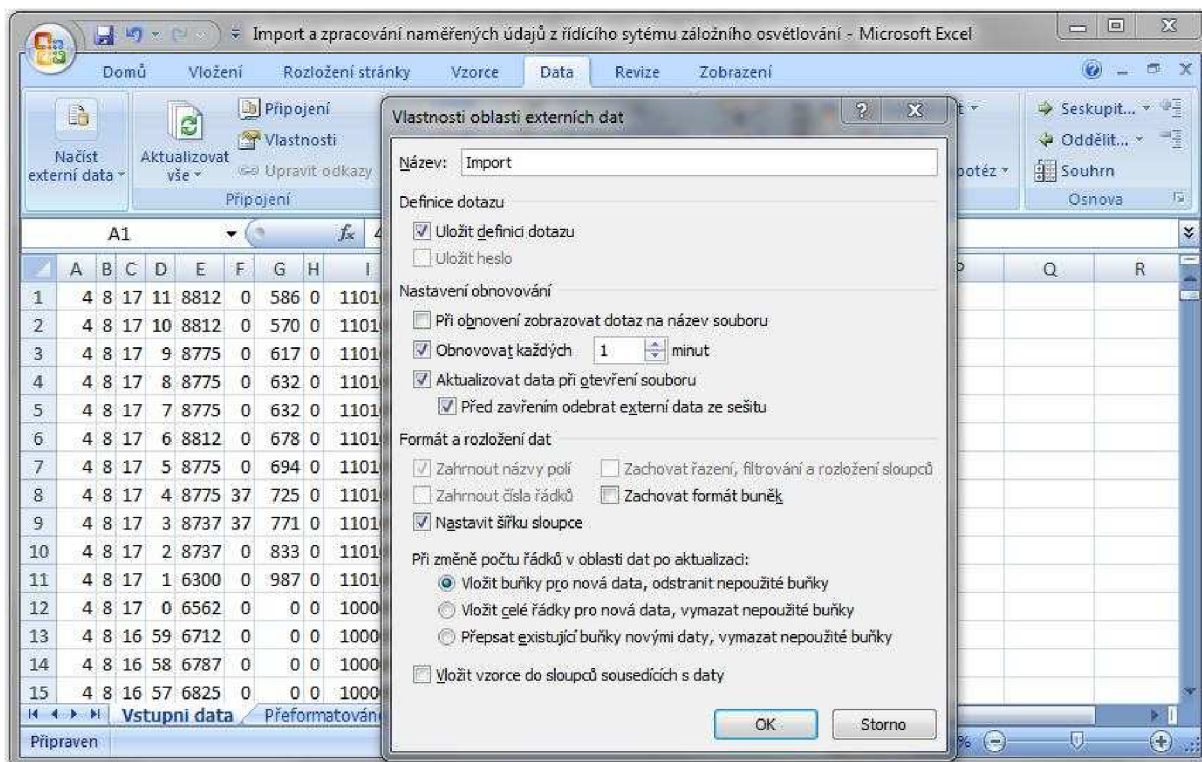 Import a zpracování naměřených údajů z řídícího sytému záložního osvětlování - Microsoft Excel
Domů Vložení Rozložení stránky Vzorce Data Revize Zobrazení
Načíst externí data
Aktualizovat vše
Připojení
Vlastnosti
Upravit odkazy
Připojení
Seskupit...
Oddělit...
Souhrn
Osnova
A1
fx
A B C D E F G H I Q R
1 4 8 17 11 8812 0 586 0
2 4 8 17 10 8812 0 570 0
3 4 8 17 9 8775 0 617 0
4 4 8 17 8 8775 0 632 0
5 4 8 17 7 8775 0 632 0
6 4 8 17 6 8812 0 678 0
7 4 8 17 5 8775 0 694 0
8 4 8 17 4 8775 37 725 0
9 4 8 17 3 8737 37 771 0
10 4 8 17 2 8737 0 833 0
11 4 8 17 1 6300 0 987 0
12 4 8 17 0 6562 0 0 0
13 4 8 16 59 6712 0 0 0
14 4 8 16 58 6787 0 0 0
15 4 8 16 57 6825 0 0 0
Vstupní data
Připraven
Vlastnosti oblasti externích dat
Název: Import
Definice dotazu
Uložit definici dotazu
Uložit heslo
Nastavení obnovování
Při obnovení zobrazovat dotaz na název souboru
Obnovovat každých 1 minut
Aktualizovat data při otevření souboru
Před zavřením odebrat externí data ze sešitu
Formát a rozložení dat
Zahrnout názvy polí Zachovat řazení, filtrování a rozložení sloupců
Zahrnout čísla řádků Zachovat formát buněk
Nastavit šířku sloupce
Při změně počtu řádků v oblasti dat po aktualizaci:
Vložit buňky pro nová data, odstranit nepoužité buňky
Vložit celé řádky pro nová data, vymazat nepoužité buňky
Přepsat existující buňky novými daty, vymazat nepoužité buňky
Vložit vzorce do sloupců sousedících s daty
OK Storno